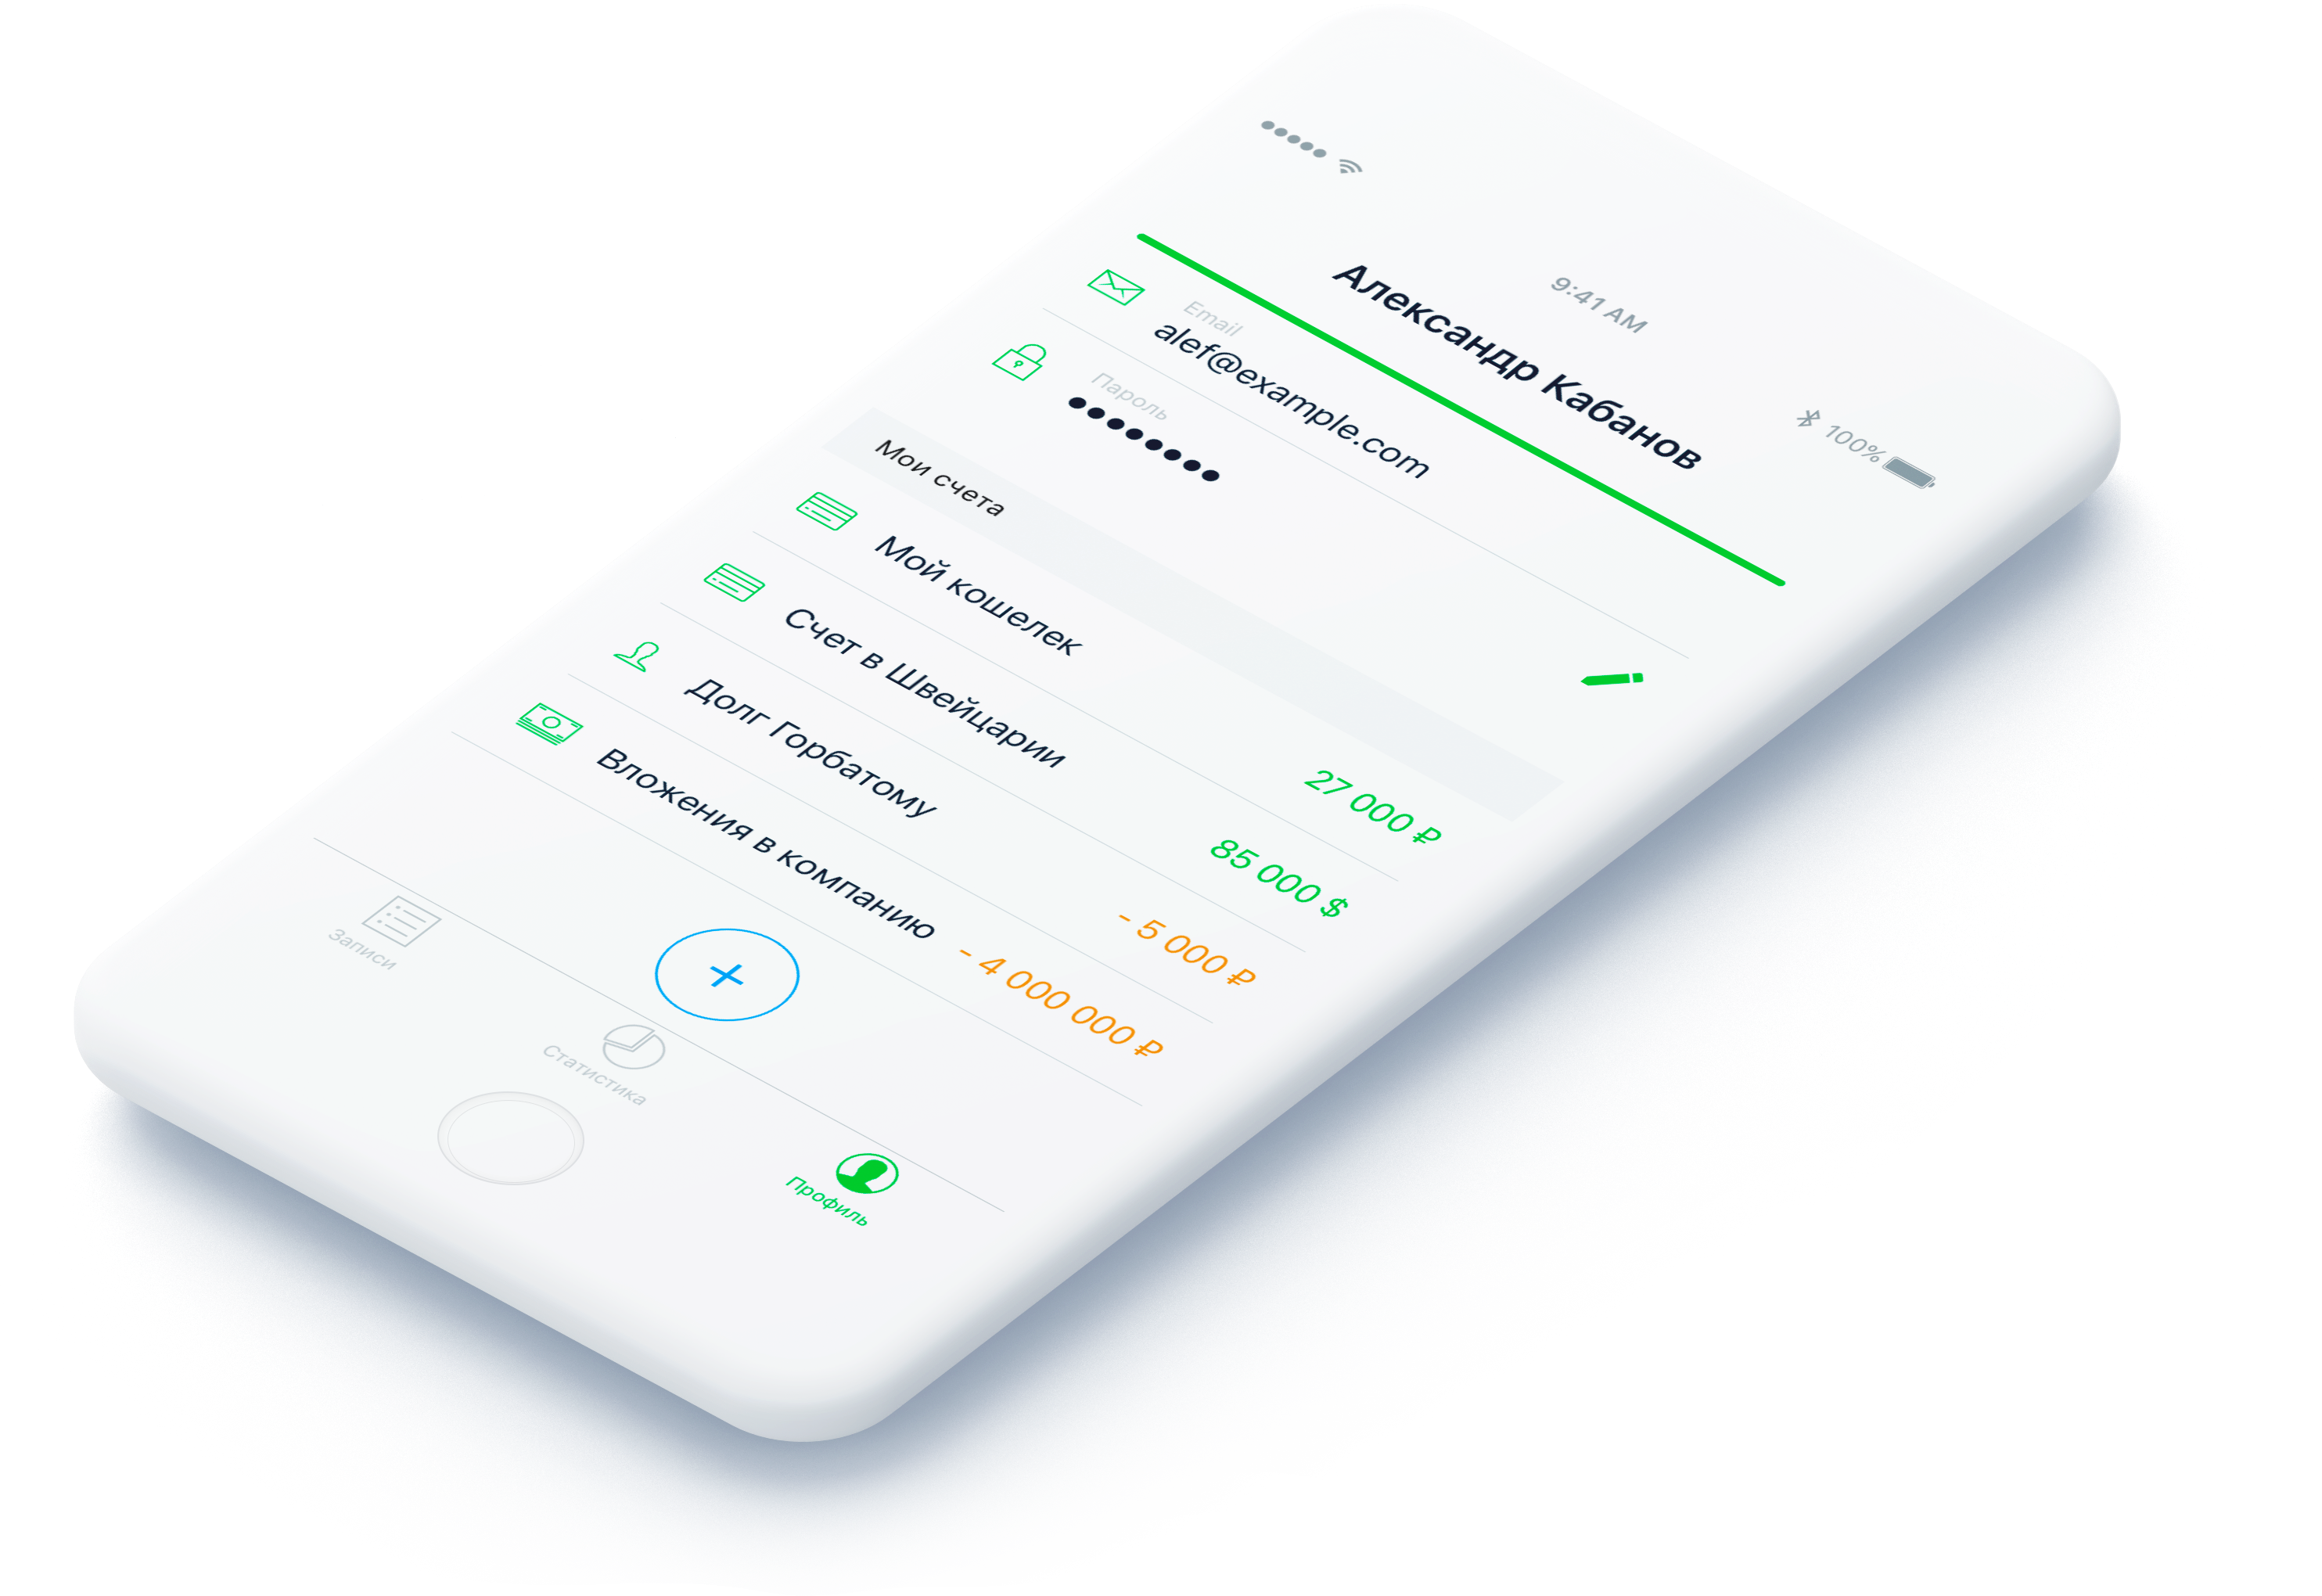 9:41 AM
100%
Александр Кабанов
Email
alef@example.com
Пароль
Мои счета
Мой кошелек
27 000 ₽
Счет в Швейцарии
85 000 $
Долг Горбатому
- 5 000 ₽
Вложения в компанию
- 4 000 000 ₽
Записи
Статистика
Профиль